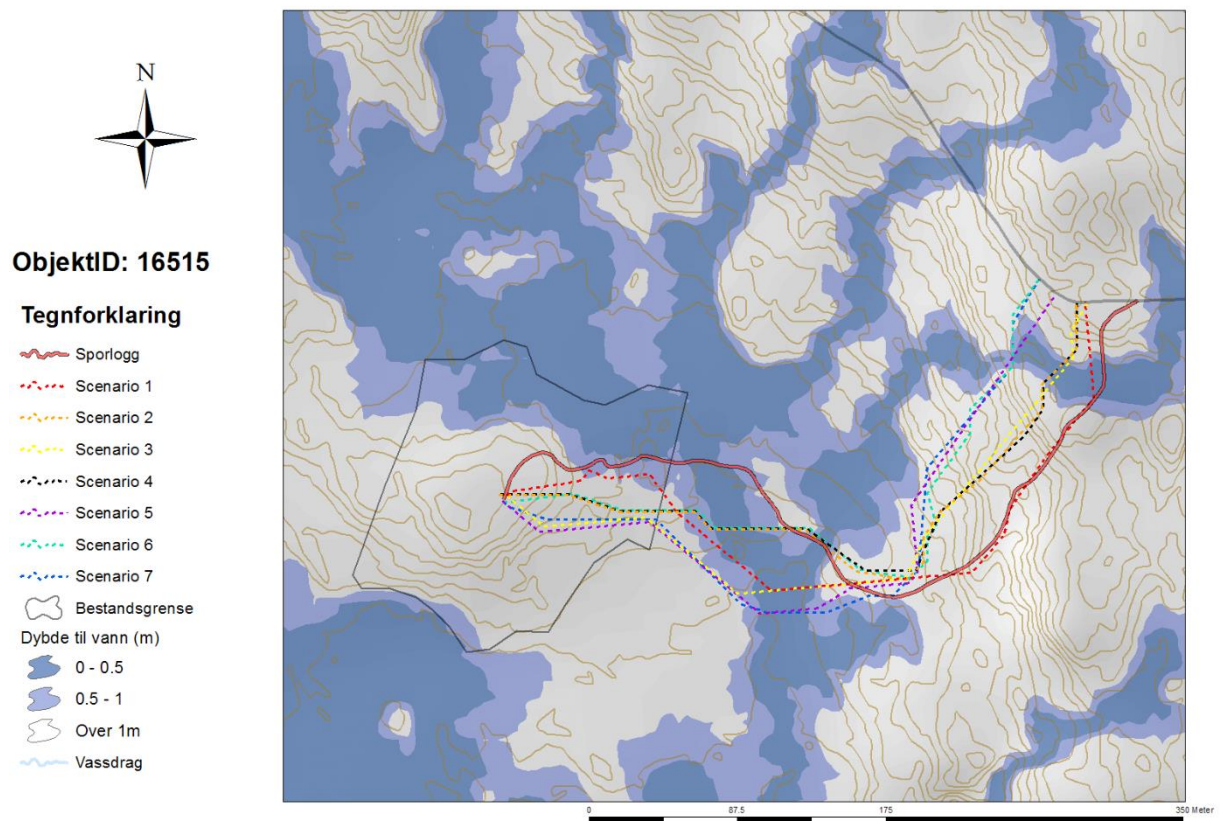 N
ObjektID: 16515
Tegnforklaring
Sporlogg
Scenario 1
Scenario 2
Scenario 3
Scenario 4
Scenario 5
Scenario 6
Scenario 7
Bestandsgrense
Dybde til vann (m)
0 - 0.5
0.5 - 1
Over 1m
Vassdrag
0 87.5 175 350 Meter